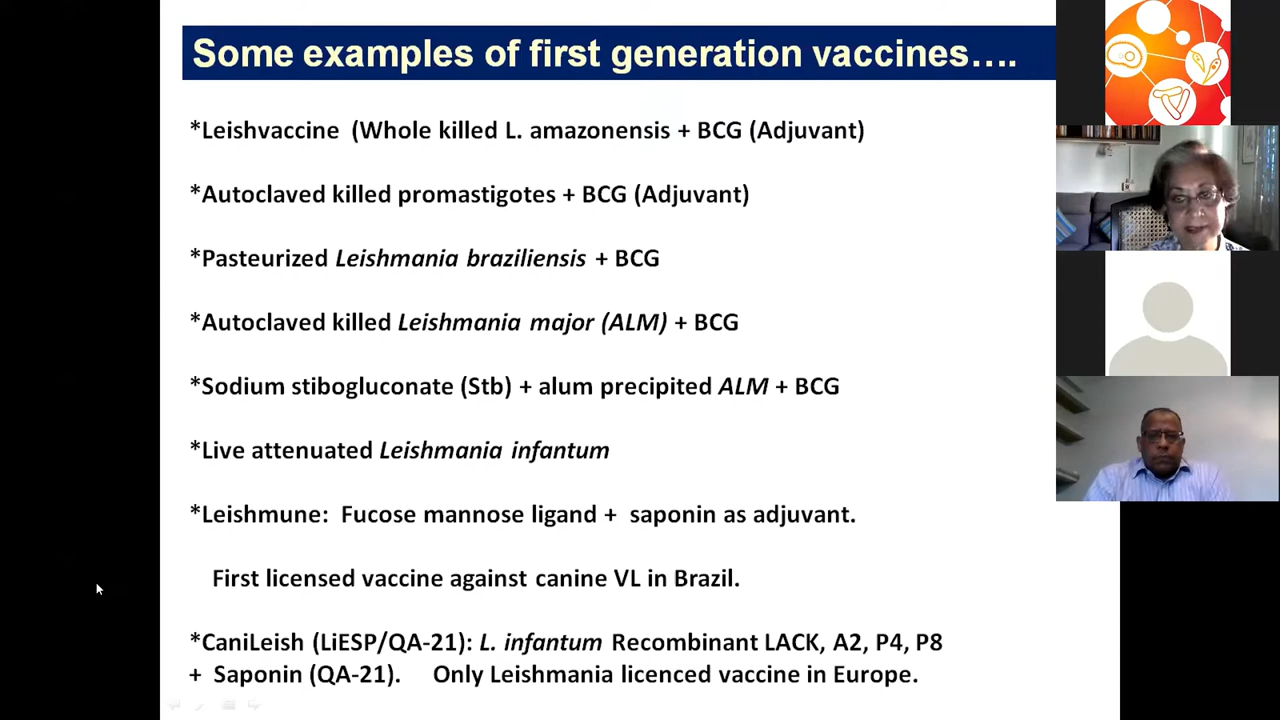 Some examples of first generation vaccines....
*Leishvaccine (Whole killed L. amazonensis + BCG (Adjuvant)
*Autoclaved killed promastigotes + BCG (Adjuvant)
*Pasteurized Leishmania braziliensis + BCG
*Autoclaved killed Leishmania major (ALM) + BCG
*Sodium stibogluconate (Stb) + alum precipited ALM + BCG
*Live attenuated Leishmania infantum
*Leishmune: Fucose mannose ligand + saponin as adjuvant.
First licensed vaccine against canine VL in Brazil.
*CaniLeish (LiESP/QA-21): L. infantum Recombinant LACK, A2, P4, P8
+ Saponin (QA-21). Only Leishmania licenced vaccine in Europe.